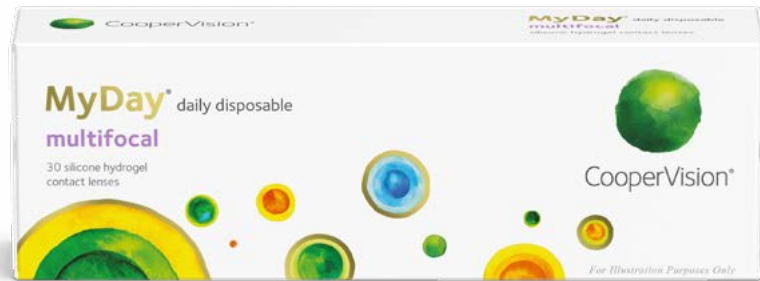 CooperVision®
MyDay® daily disposable
multifocal
silicone hydrogel contact lenses
MyDay® daily disposable
multifocal
30 silicone hydrogel
contact lenses
CooperVision®
For Illustration Purposes Only